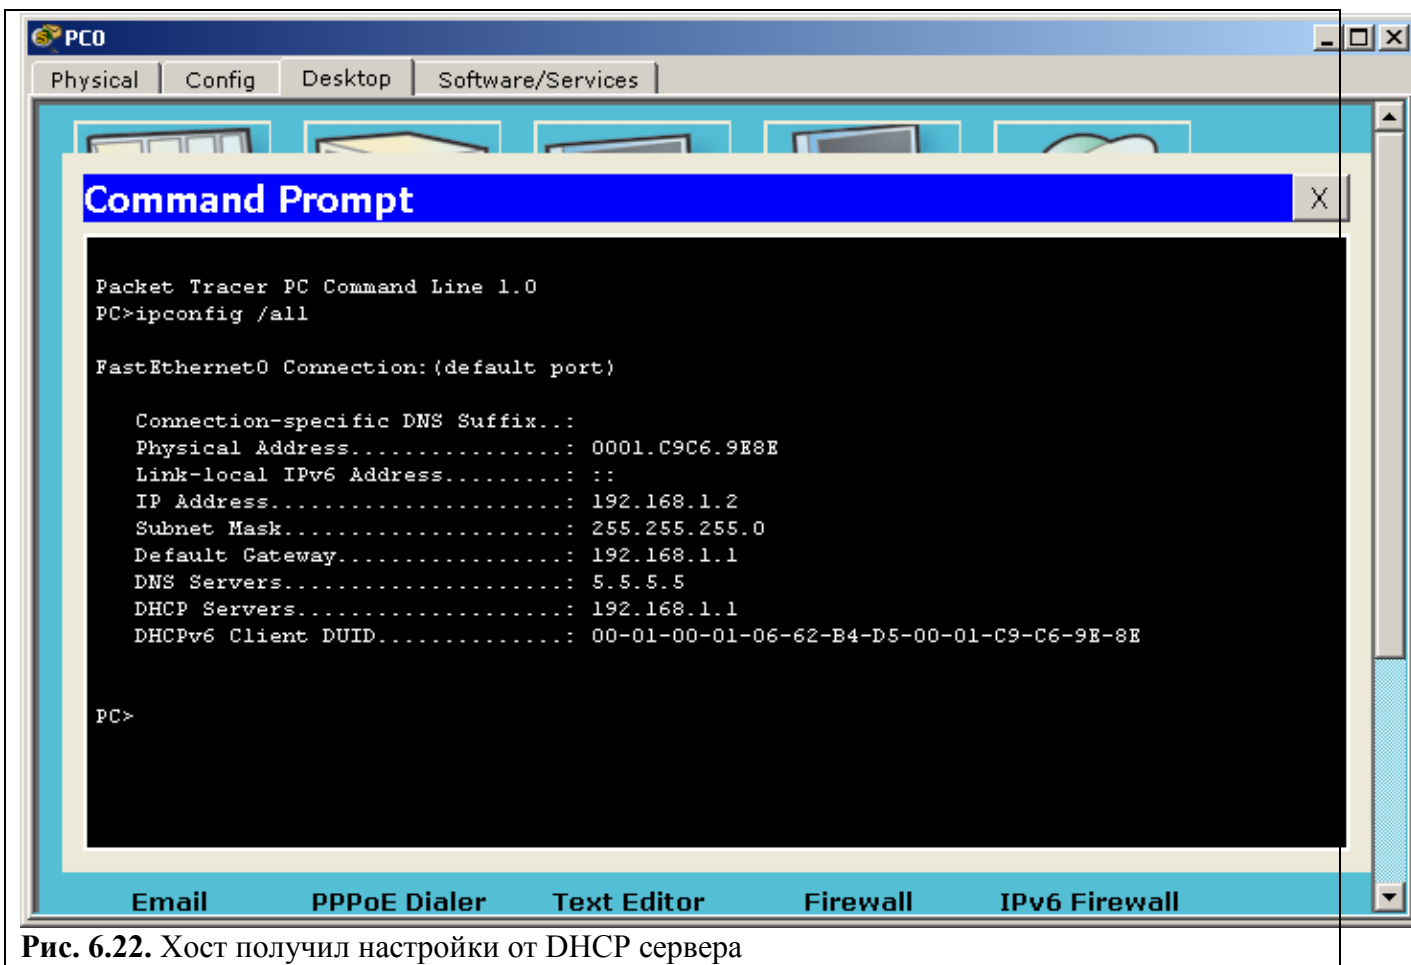 PC0
Physical Config Desktop Software/Services
Command Prompt X
Packet Tracer PC Command Line 1.0
PC>ipconfig /all
FastEthernet0 Connection:(default port)
Connection-specific DNS Suffix..:
Physical Address................: 0001.C9C6.9E8E
Link-local IPv6 Address.........: ::
IP Address......................: 192.168.1.2
Subnet Mask.....................: 255.255.255.0
Default Gateway.................: 192.168.1.1
DNS Servers.....................: 5.5.5.5
DHCP Servers....................: 192.168.1.1
DHCPv6 Client DUID..............: 00-01-00-01-06-62-B4-D5-00-01-C9-C6-9E-8E
PC>
Email PPPoE Dialer Text Editor Firewall IPv6 Firewall
Рис. 6.22. Хост получил настройки от DHCP сервера